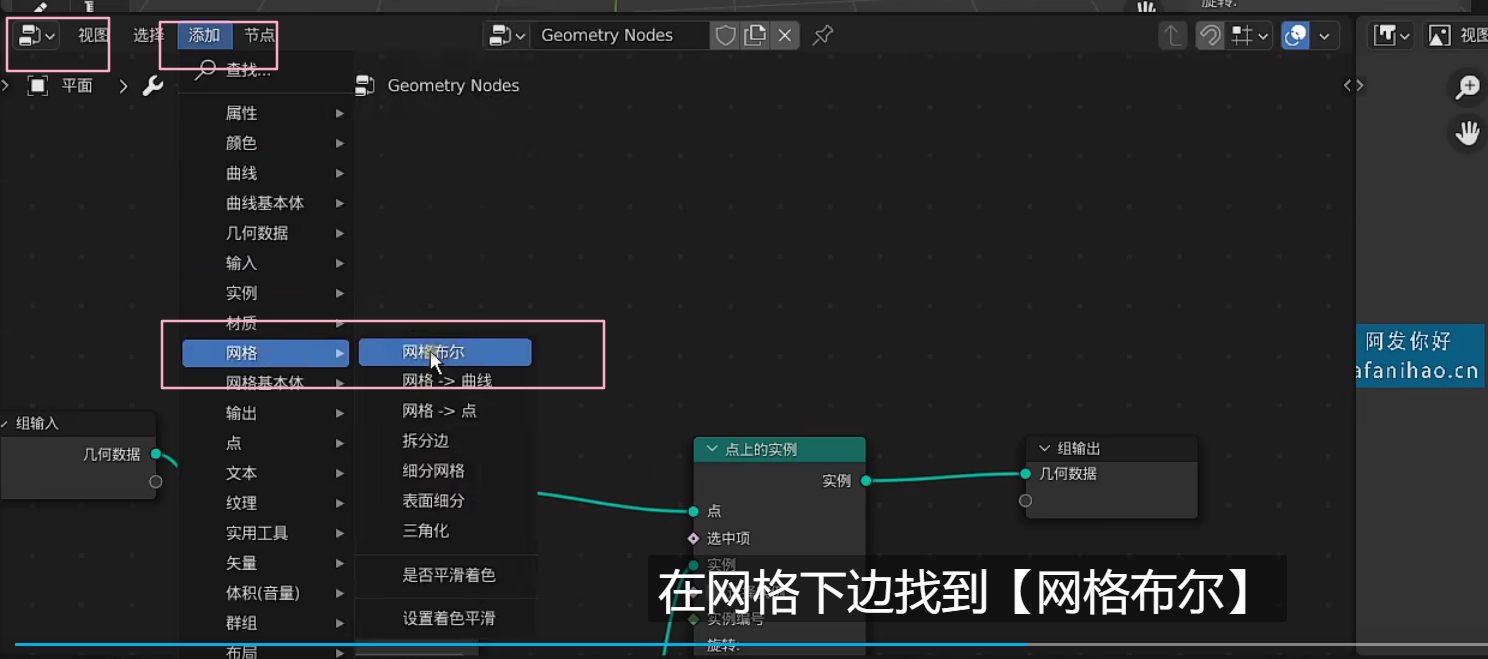 旋转:
视图 选择 添加 节点 Geometry Nodes 视图
查找...
平面 Geometry Nodes
属性
颜色
曲线
曲线基本体
几何数据
输入
实例
材质
网格
网格基本体
输出
点
文本
纹理
实用工具
矢量
体积(音量)
群组
布局
网格布尔
网格 -> 曲线
网格 -> 点
拆分边
细分网格
表面细分
三角化
是否平滑着色
设置着色平滑
组输入
几何数据
点上的实例
实例
点
选中项
实例
实例编号
旋转:
组输出
几何数据
阿发你好
afanihao.cn
在网格下边找到【网格布尔】